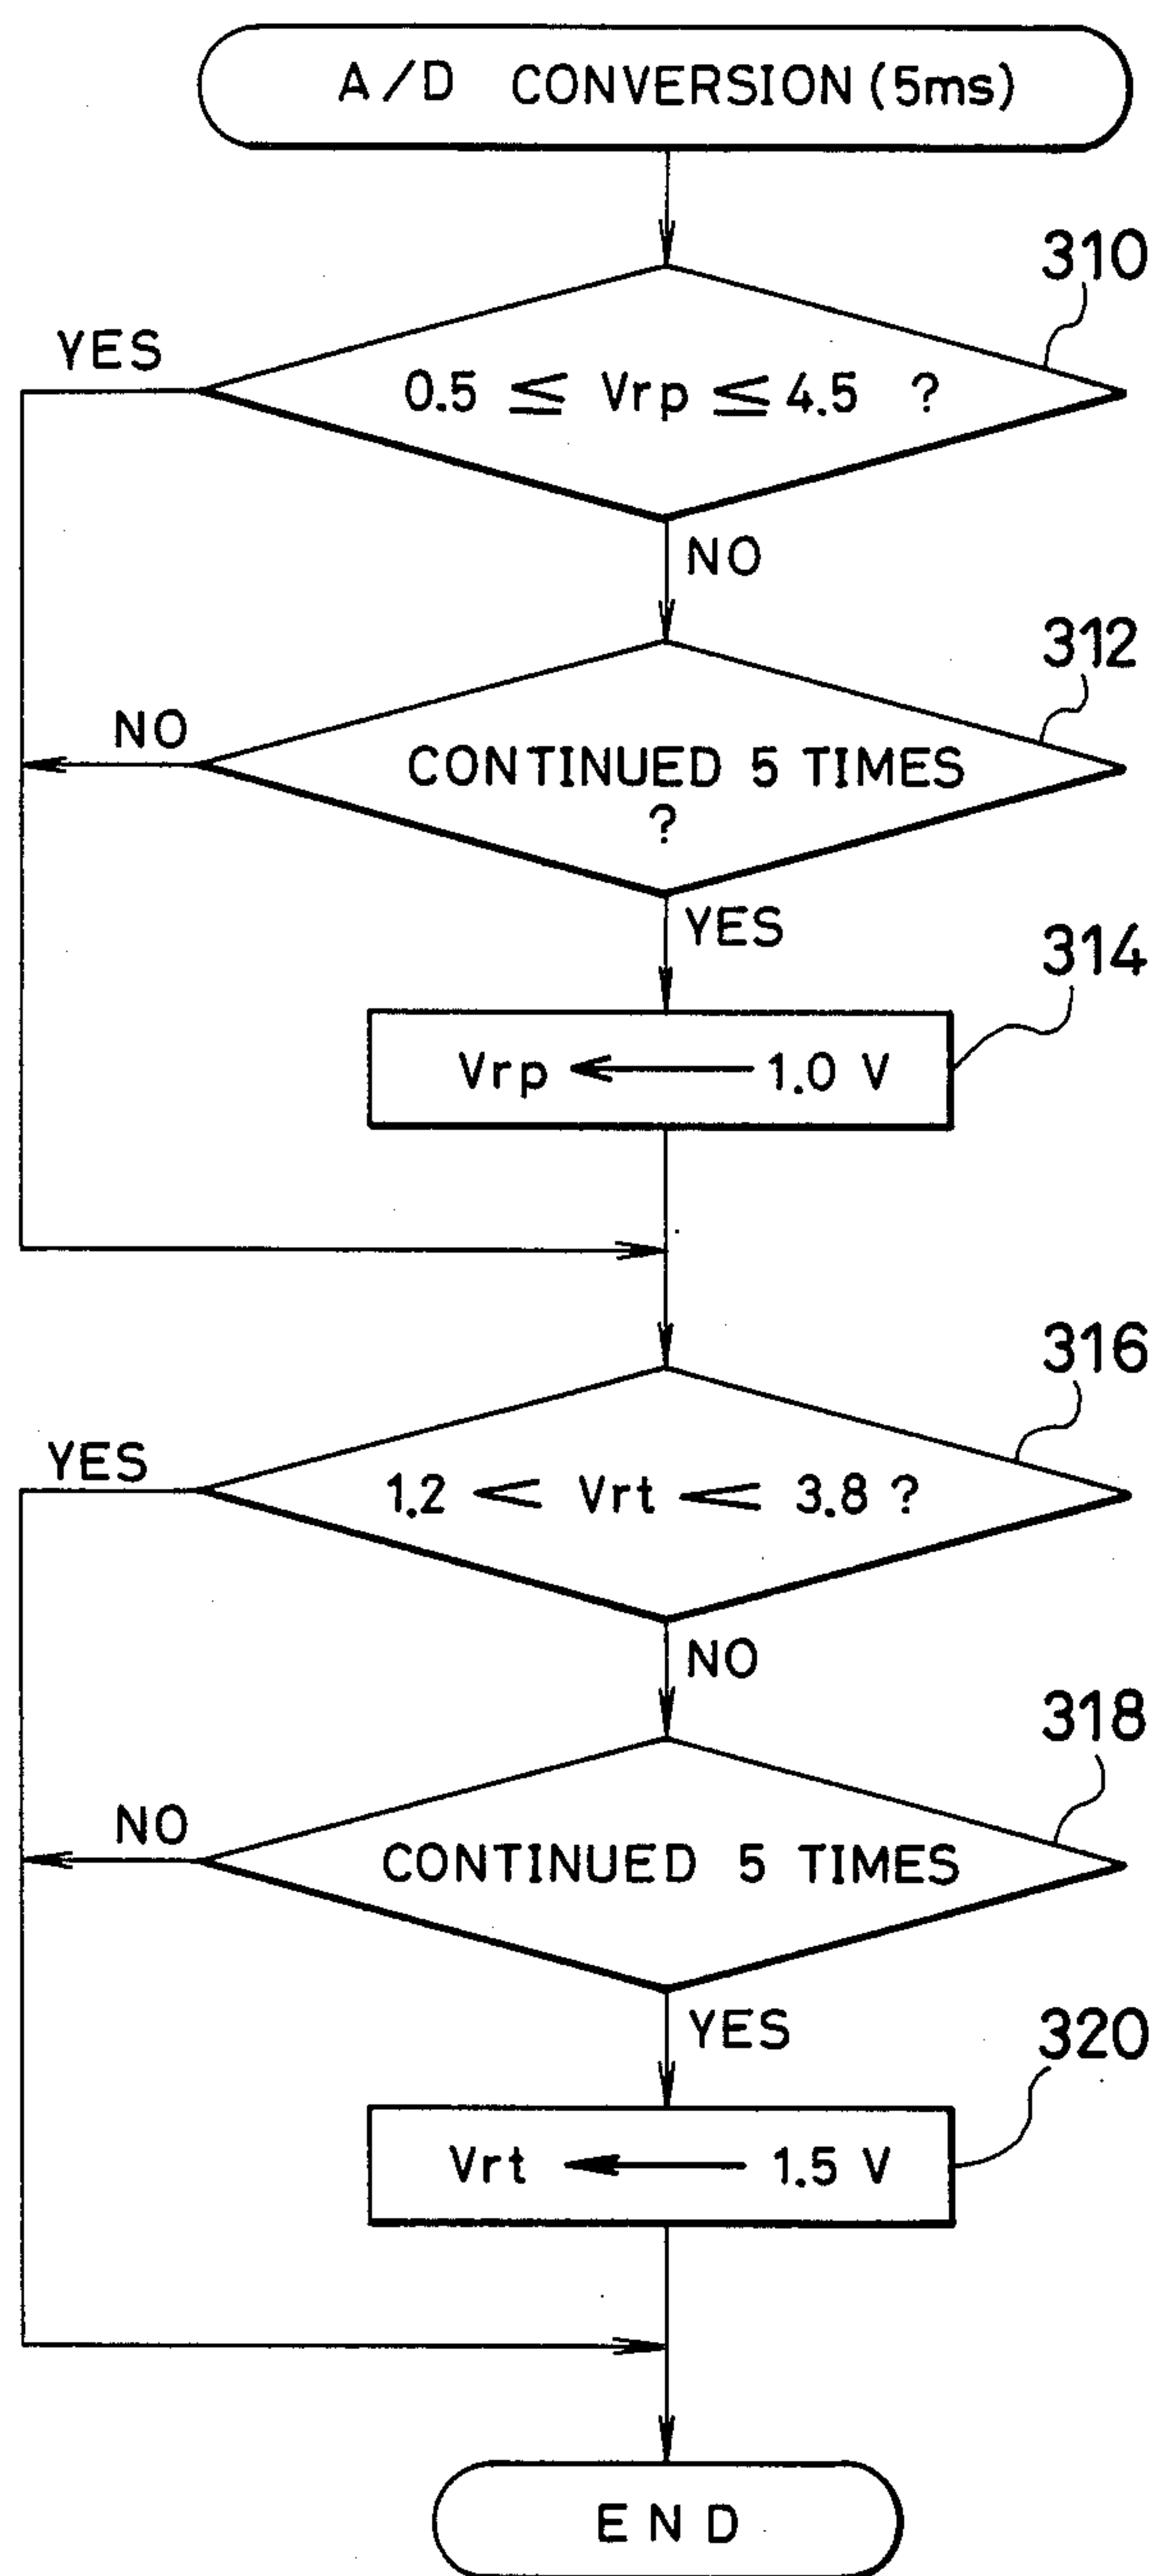 A/D CONVERSION (5ms)
310
YES
0.5 ≦ Vrp ≦ 4.5 ?
NO
312
NO
CONTINUED 5 TIMES
?
YES
314
Vrp ← 1.0 V
316
YES
1.2 < Vrt < 3.8 ?
NO
318
NO
CONTINUED 5 TIMES
YES
320
Vrt ← 1.5 V
END